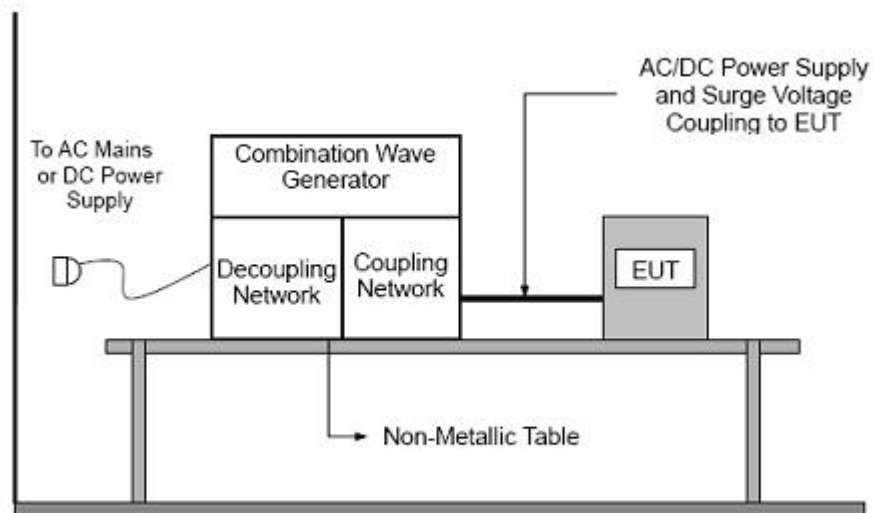 AC/DC Power Supply
and Surge Voltage
Coupling to EUT
To AC Mains
or DC Power
Supply
Combination Wave
Generator
Decoupling
Network
Coupling
Network
EUT
Non-Metallic Table